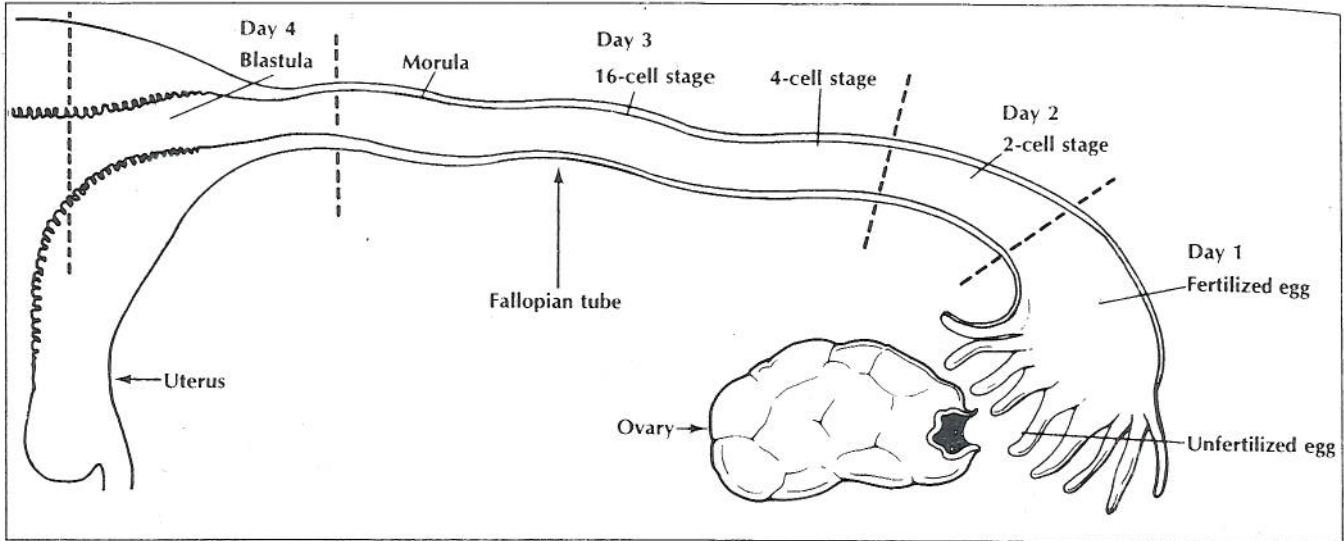 Day 4
Blastula
Morula
Day 3
16-cell stage
4-cell stage
Day 2
2-cell stage
Day 1
Fertilized egg
Fallopian tube
Uterus
Ovary
Unfertilized egg